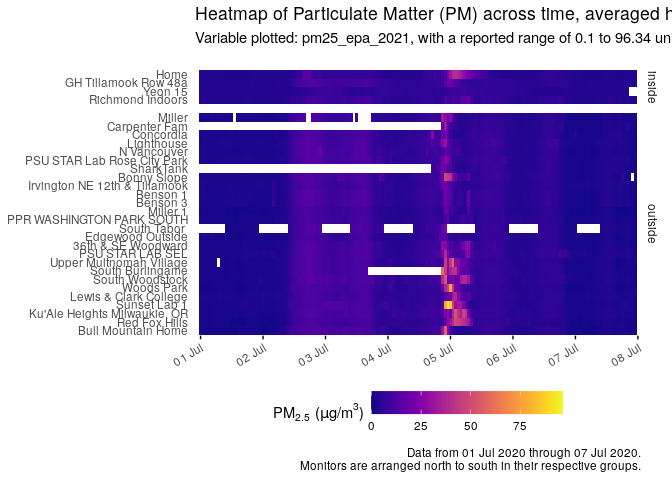 Heatmap of Particulate Matter (PM) across time, averaged h
Variable plotted: pm25_epa_2021, with a reported range of 0.1 to 96.34 un
Home
GH Tillamook Row 48a
Yeon 15
Richmond Indoors
Inside
Miller
Carpenter Fam
Concordia
Lighthouse
N Vancouver
PSU STAR Lab Rose City Park
SharkTank
Bonny Slope
Irvington NE 12th & Tillamook
Benson 1
Benson 3
Miller 1
PPR WASHINGTON PARK SOUTH
South Tabor
Edgewood Outside
36th & SE Woodward
PSU STAR LAB SEL
Upper Multnomah Village
South Burlingame
South Woodstock
Woods Park
Lewis & Clark College
Sunset Lab 1
Ku'Ale Heights Milwaukie, OR
Red Fox Hills
Bull Mountain Home
outside
01 Jul 02 Jul 03 Jul 04 Jul 05 Jul 06 Jul 07 Jul 08 Jul
PM2.5 (µg/m3)
0 25 50 75
Data from 01 Jul 2020 through 07 Jul 2020.
Monitors are arranged north to south in their respective groups.